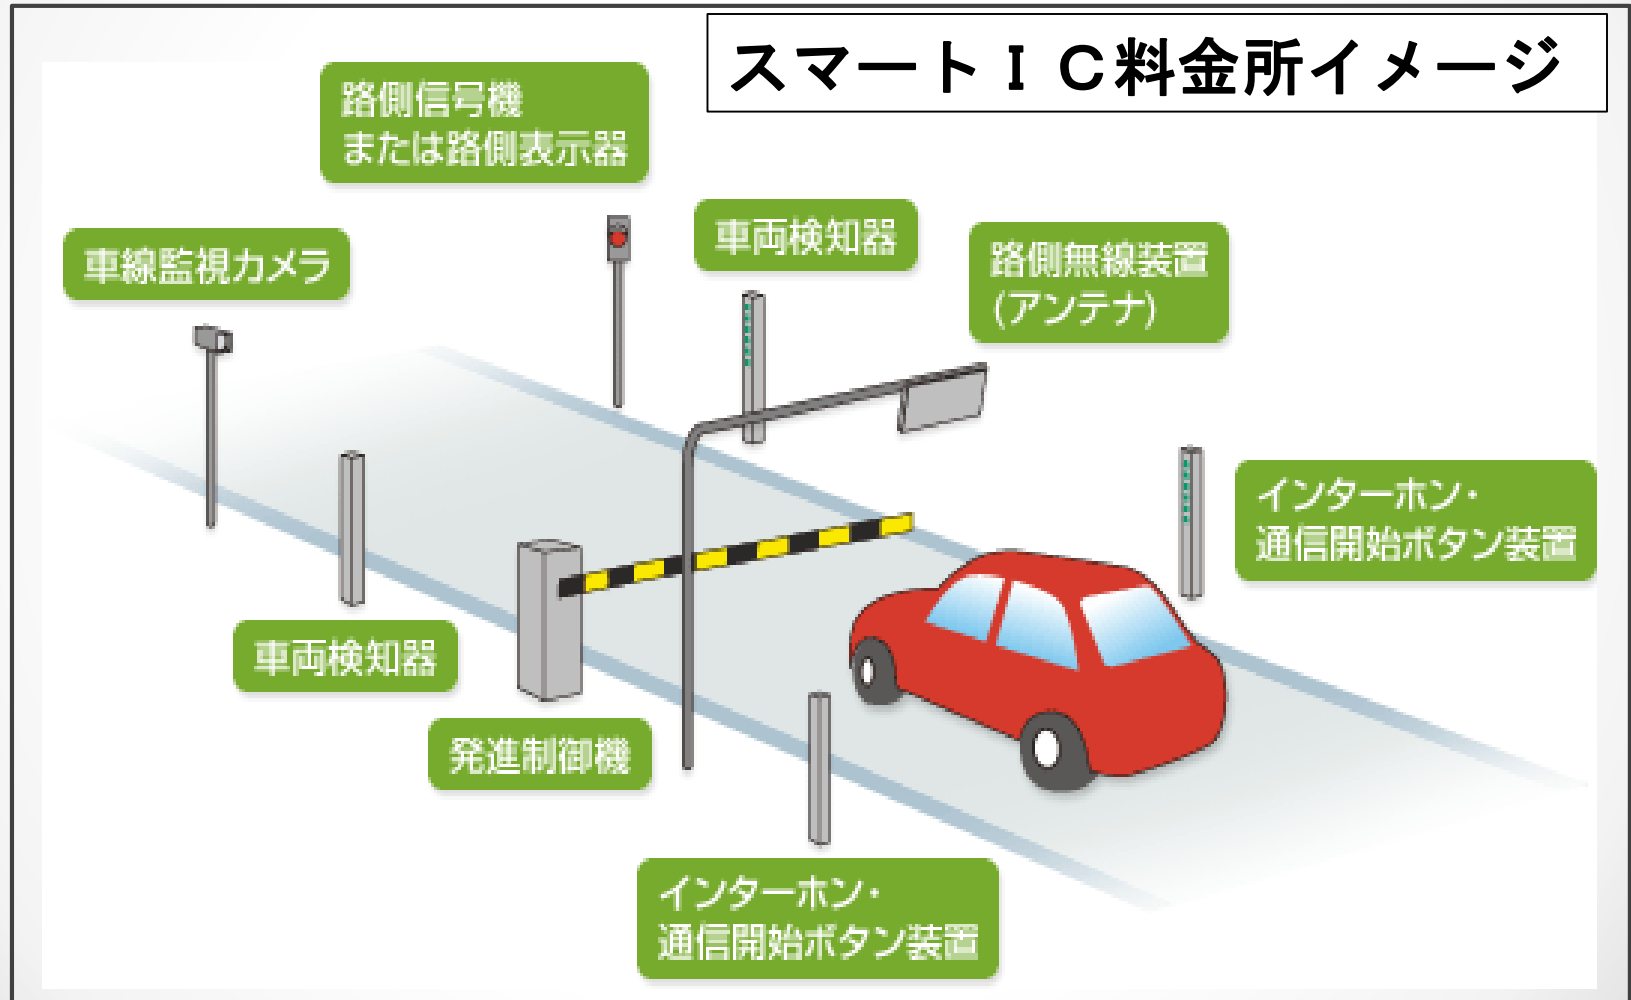 スマートＩＣ料金所イメージ
路側信号機
または路側表示器
車両検知器
路側無線装置
(アンテナ)
車線監視カメラ
インターホン・
通信開始ボタン装置
車両検知器
発進制御機
インターホン・
通信開始ボタン装置